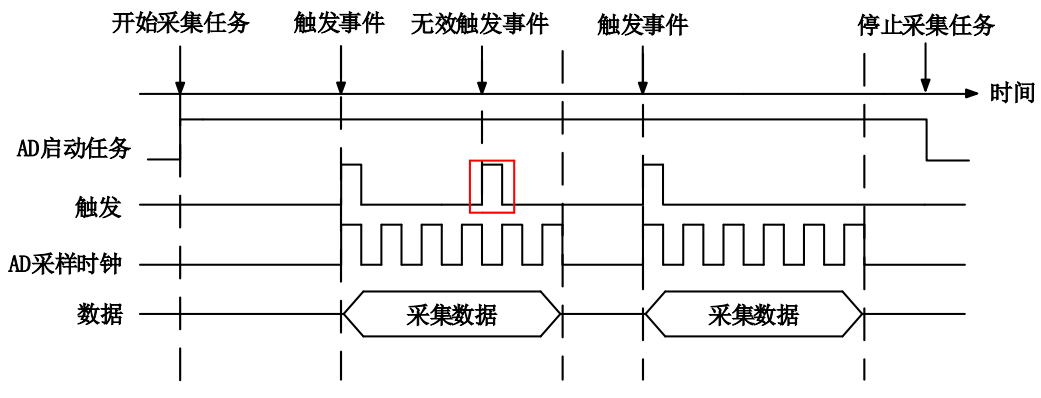 开始采集任务
触发事件
无效触发事件
触发事件
停止采集任务
时间
AD启动任务
触发
AD采样时钟
数据
采集数据
采集数据